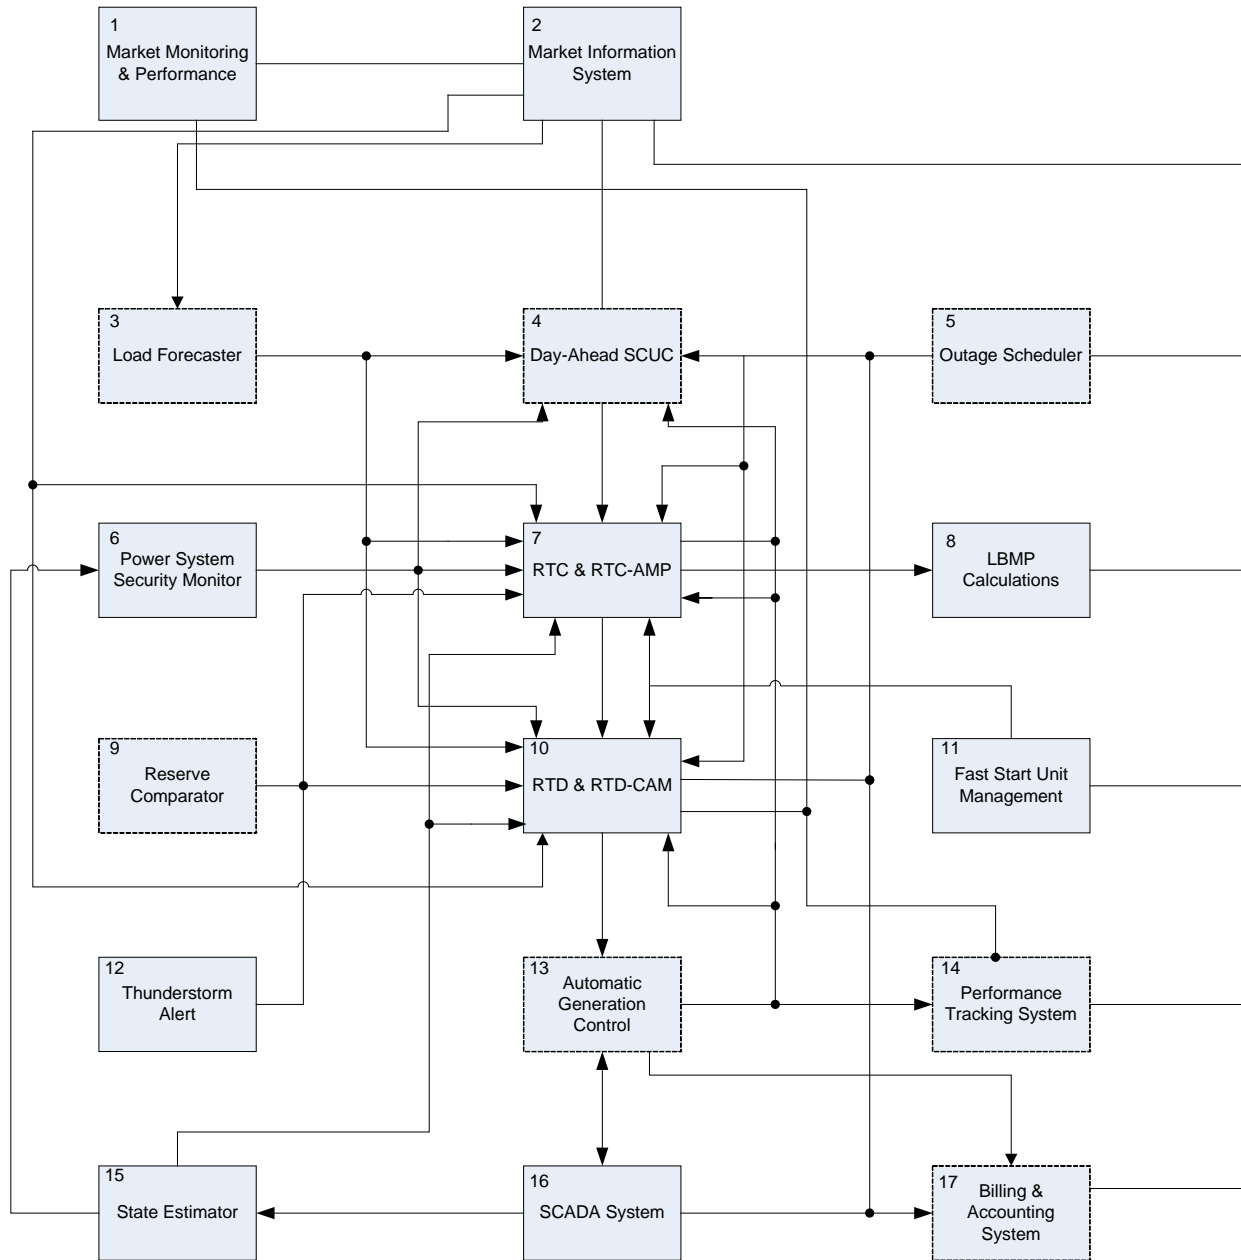 1
Market Monitoring
& Performance
2
Market Information
System
3
Load Forecaster
4
Day-Ahead SCUC
5
Outage Scheduler
6
Power System
Security Monitor
7
RTC & RTC-AMP
8
LBMP
Calculations
9
Reserve
Comparator
10
RTD & RTD-CAM
11
Fast Start Unit
Management
12
Thunderstorm
Alert
13
Automatic
Generation
Control
14
Performance
Tracking System
15
State Estimator
16
SCADA System
17
Billing &
Accounting
System